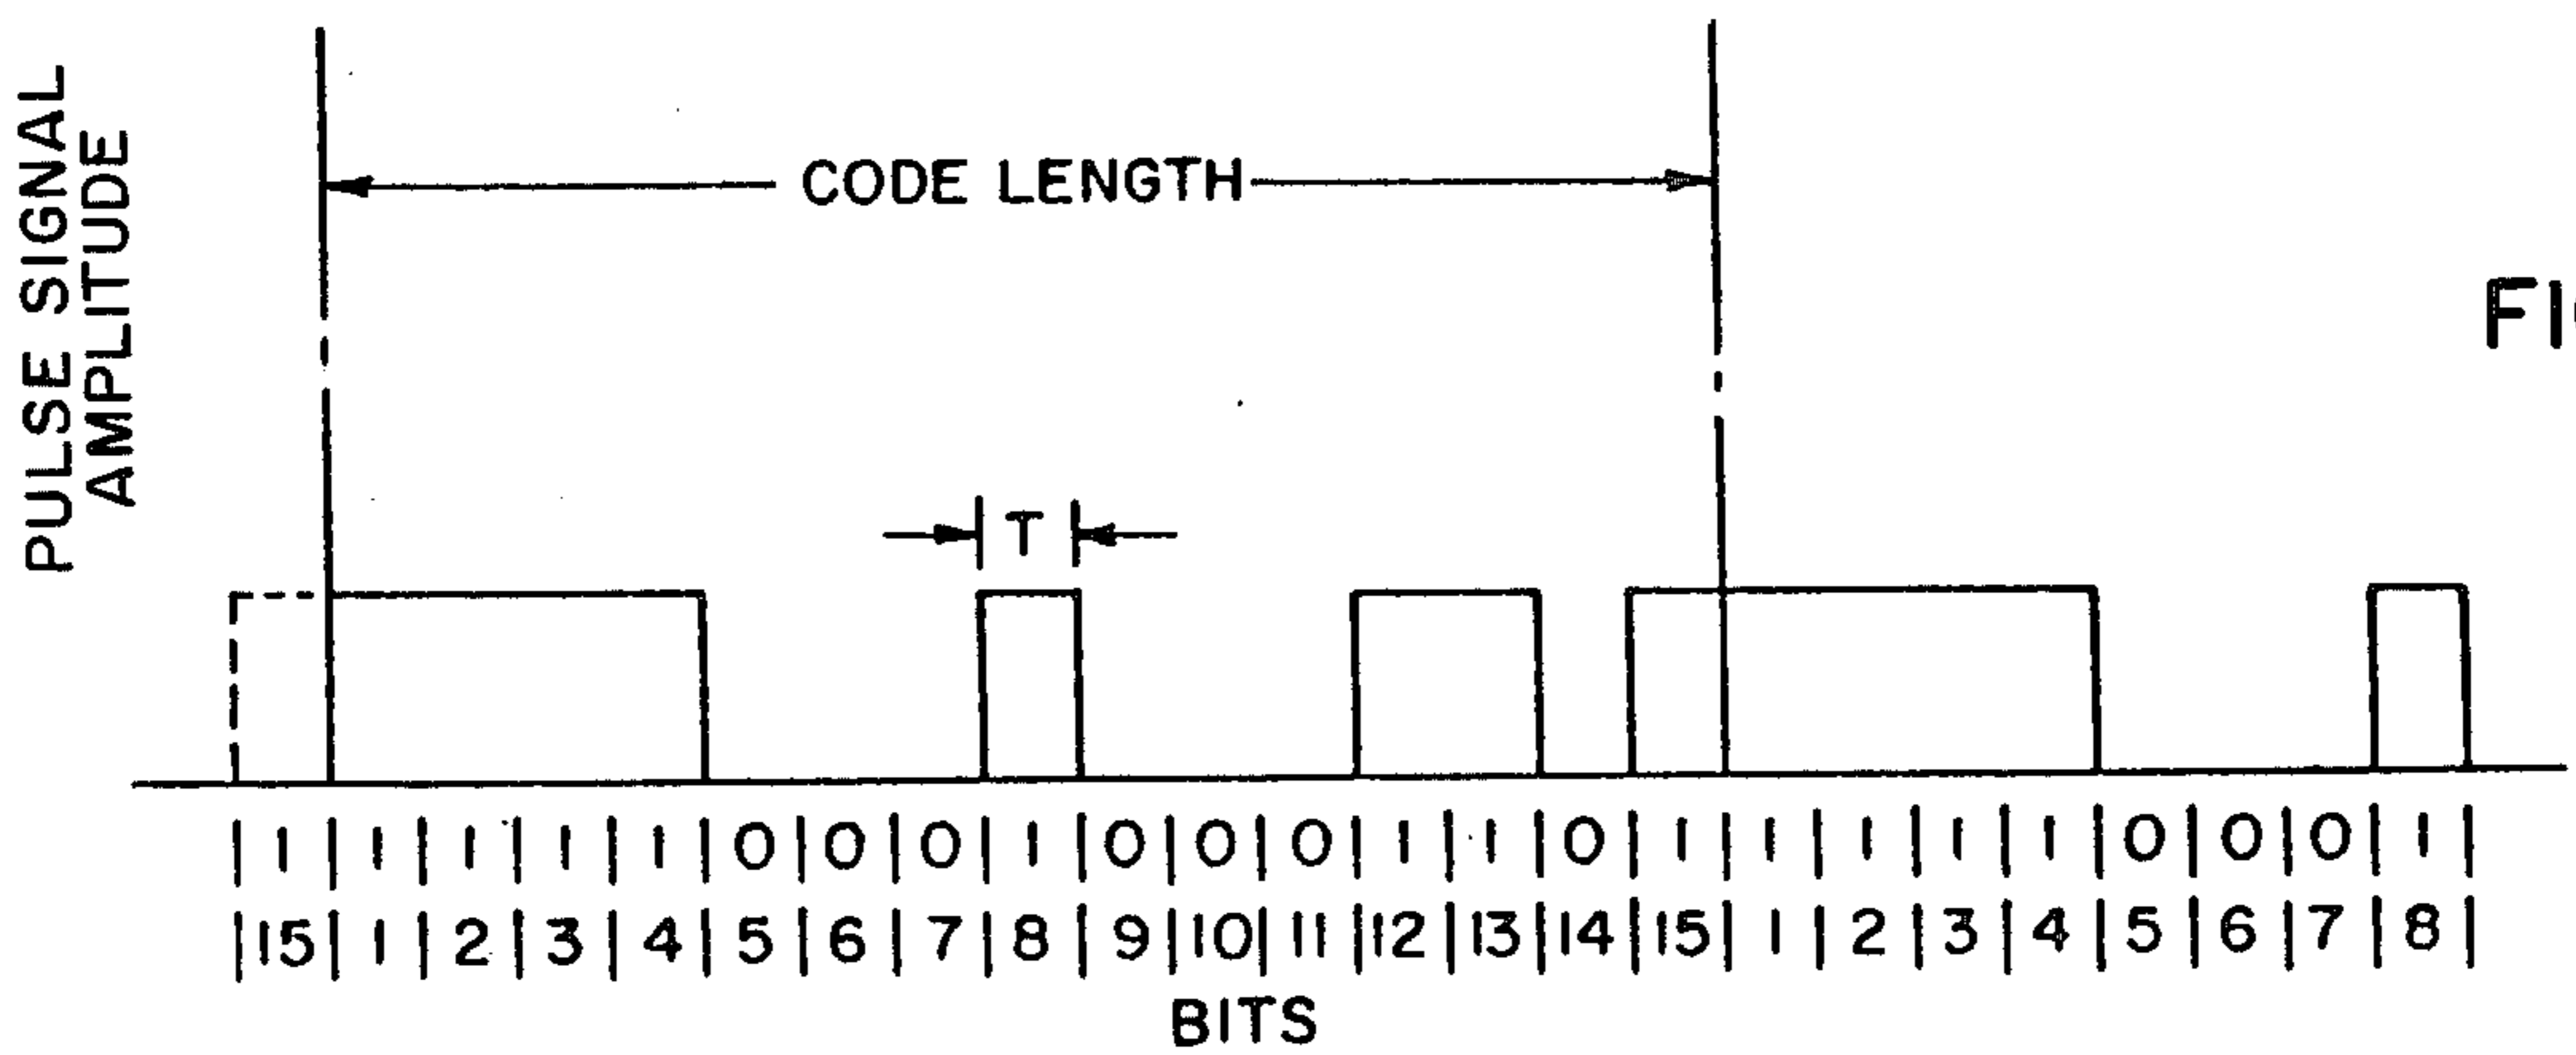 PULSE SIGNAL
AMPLITUDE
CODE LENGTH
T
1 1 1 1 1 0 0 0 1 0 0 0 1 1 0 1 1 1 1 1 0 0 0 1
15 1 2 3 4 5 6 7 8 9 10 11 12 13 14 15 1 2 3 4 5 6 7 8
BITS